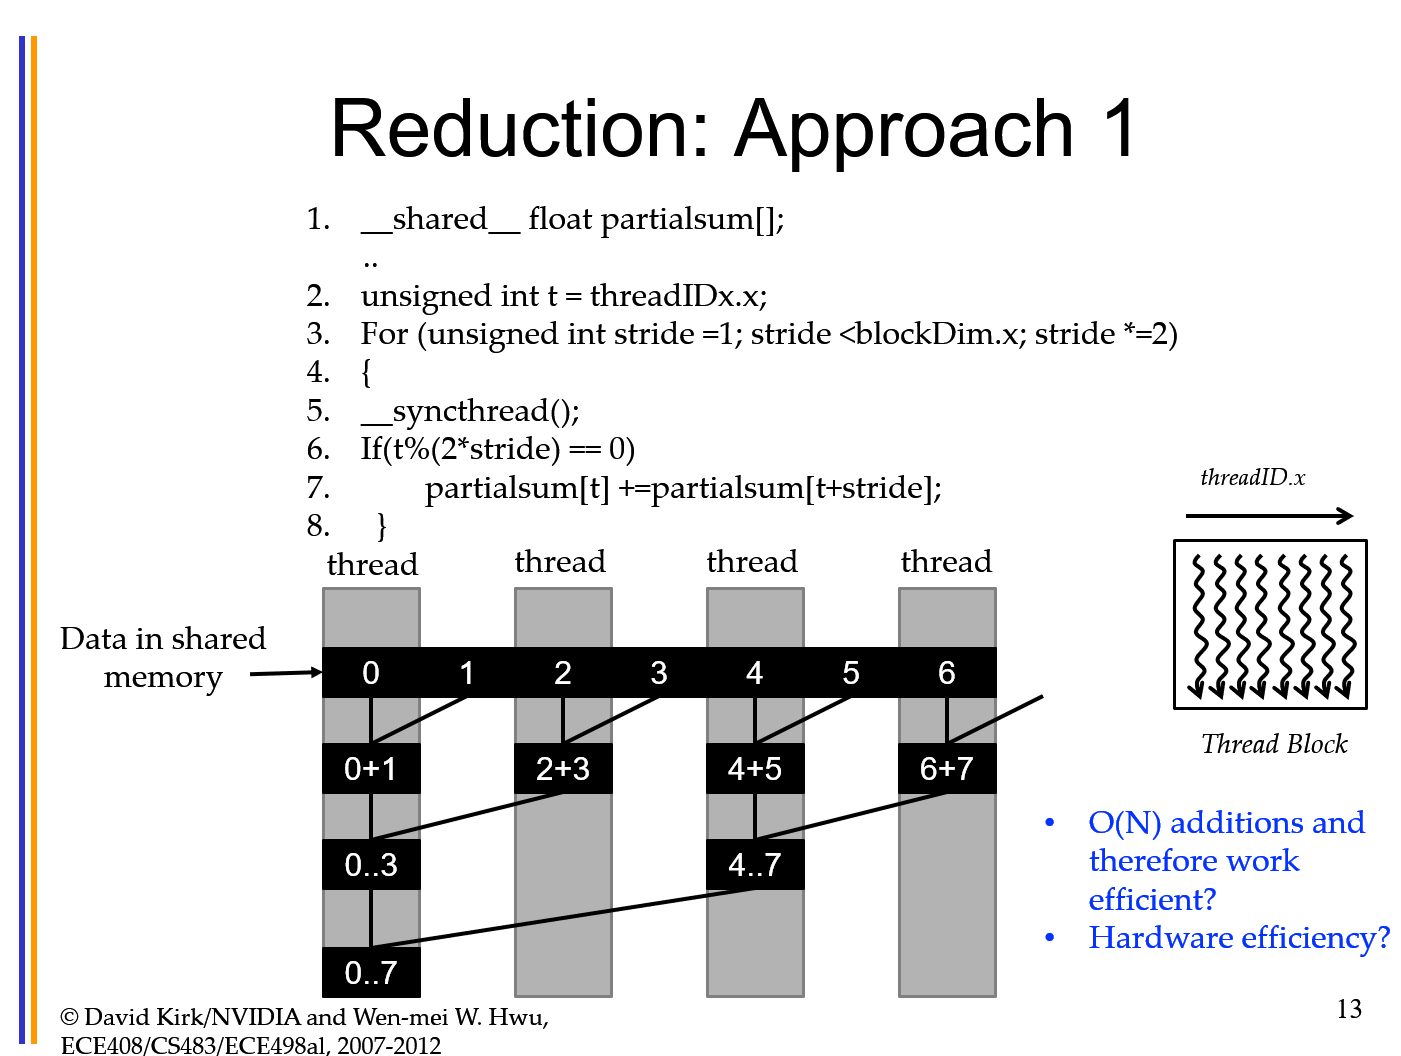 Reduction: Approach 1
1. __shared__ float partialsum[];
..
2. unsigned int t = threadIDx.x;
3. For (unsigned int stride =1; stride <blockDim.x; stride *=2)
4. {
5. __syncthread();
6. If(t%(2*stride) == 0)
7. partialsum[t] +=partialsum[t+stride];
8. }
threadID.x
thread thread thread thread
Data in shared
memory
0 1 2 3 4 5 6
Thread Block
0+1 2+3 4+5 6+7
0..3 4..7
0..7
• O(N) additions and
therefore work
efficient?
• Hardware efficiency?
© David Kirk/NVIDIA and Wen-mei W. Hwu,
ECE408/CS483/ECE498al, 2007-2012
13